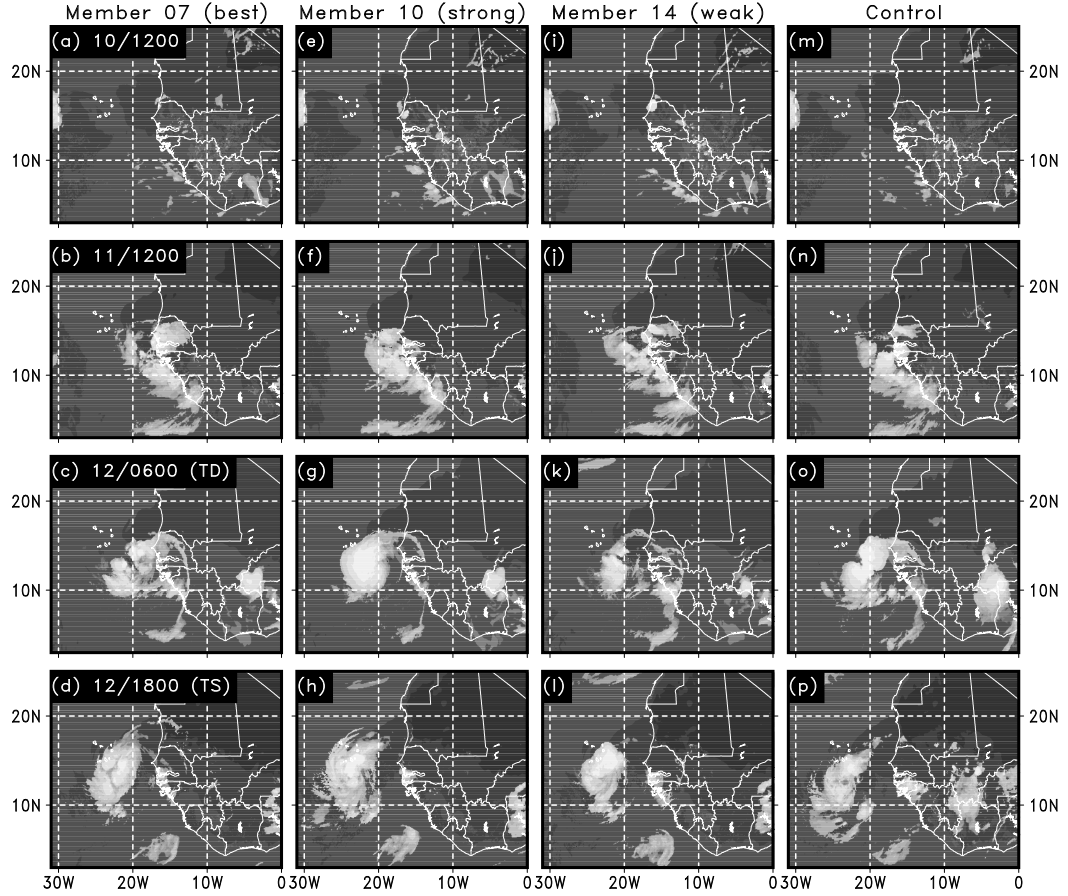 Member 07 (best) Member 10 (strong) Member 14 (weak) Control
(a) 10/1200 (e) (i) (m)
20N 20N
10N 10N
(b) 11/1200 (f) (j) (n)
20N 20N
10N 10N
(c) 12/0600 (TD) (g) (k) (o)
20N 20N
10N 10N
(d) 12/1800 (TS) (h) (l) (p)
20N 20N
10N 10N
30W 20W 10W 0 30W 20W 10W 0 30W 20W 10W 0 30W 20W 10W 0